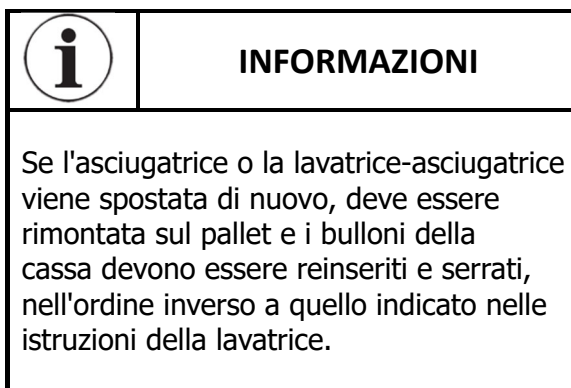 INFORMAZIONI
Se l'asciugatrice o la lavatrice-asciugatrice
viene spostata di nuovo, deve essere
rimontata sul pallet e i bulloni della
cassa devono essere reinseriti e serrati,
nell'ordine inverso a quello indicato nelle
istruzioni della lavatrice.